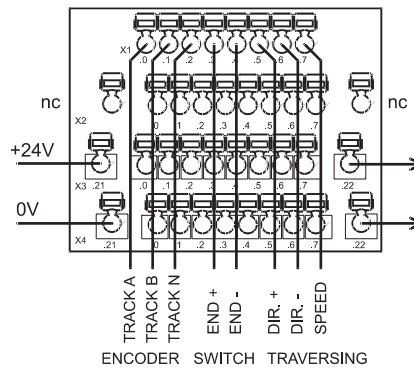 X1
.0 .1 .2 .3 .4 .5 .6 .7
nc nc
X2
.0 .1 .2 .3 .4 .5 .6 .7
+24V
X3 .21 .0 .1 .2 .3 .4 .5 .6 .7 .22
0V
X4 .21 .0 .1 .2 .3 .4 .5 .6 .7 .22
TRACK A
TRACK B
TRACK N
END +
END -
DIR. +
DIR. -
SPEED
ENCODER SWITCH TRAVERSING